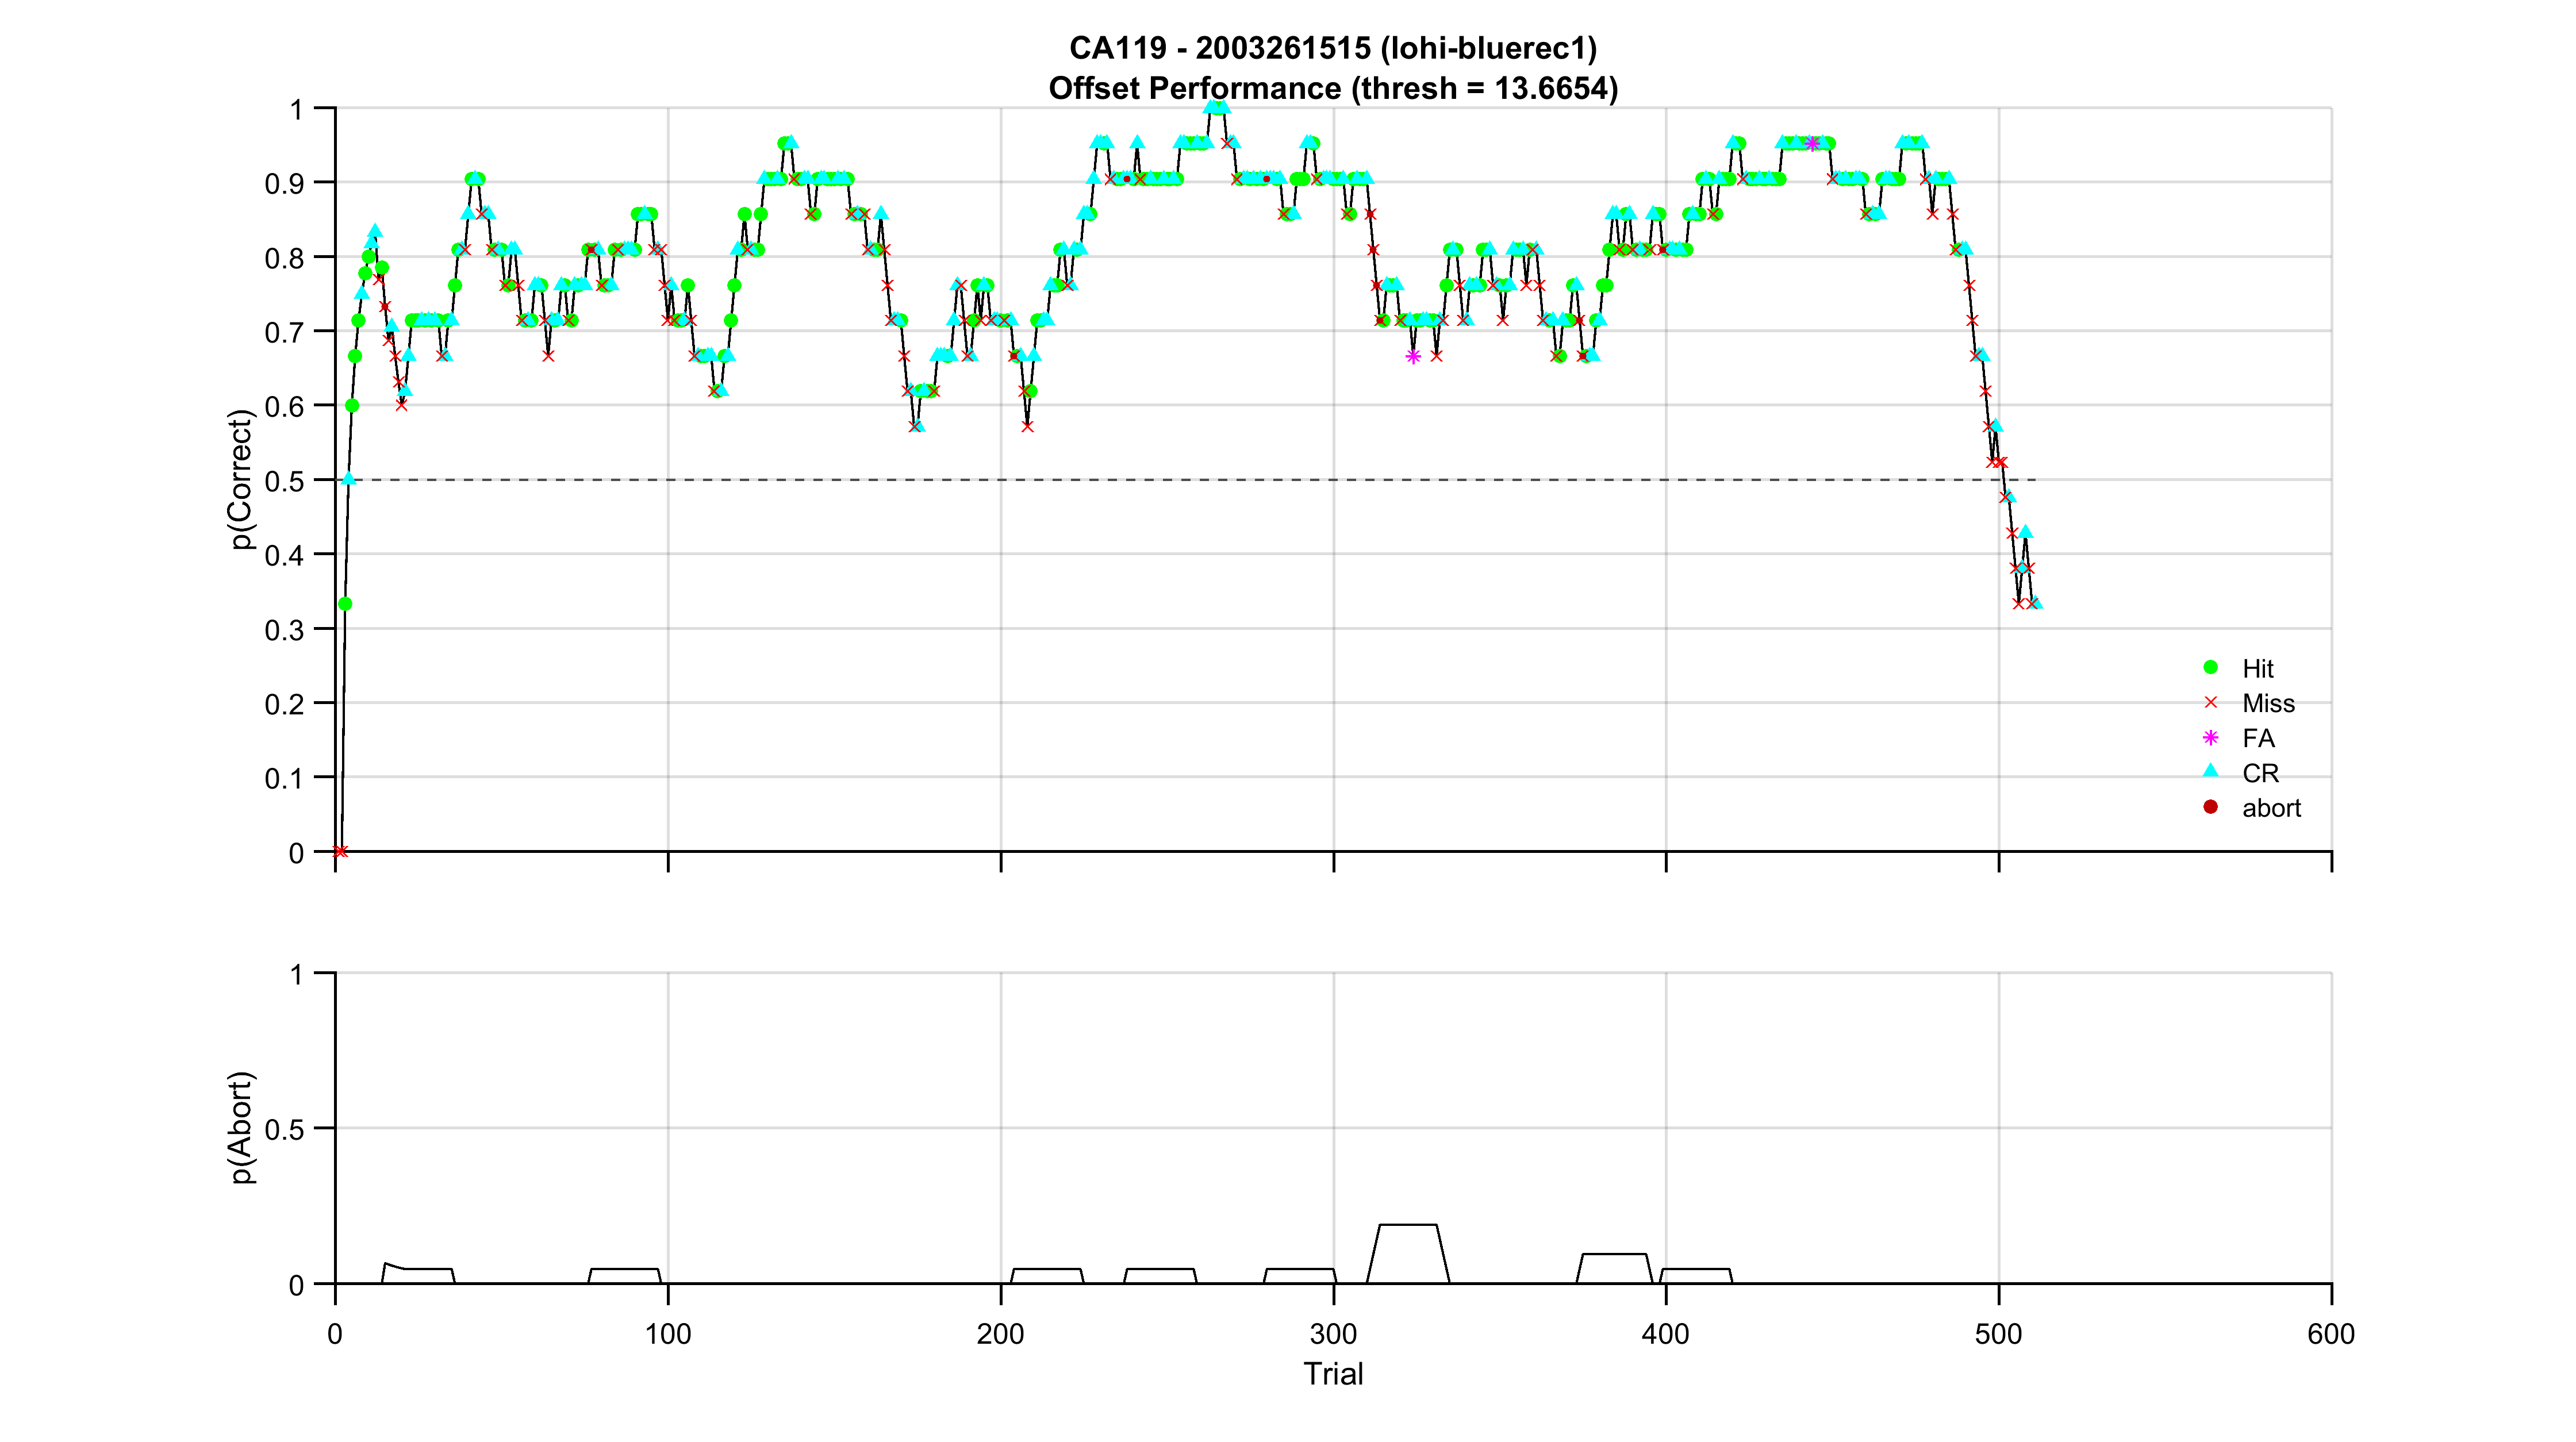 CA119 - 2003261515 (lohi-bluerec1)
Offset Performance (thresh = 13.6654)
1
0.9
0.8
0.7
0.6
0.5
0.4
0.3
0.2
0.1
0
p(Correct)
Hit
Miss
FA
CR
abort
1
0.5
0
p(Abort)
0 100 200 300 400 500 600
Trial